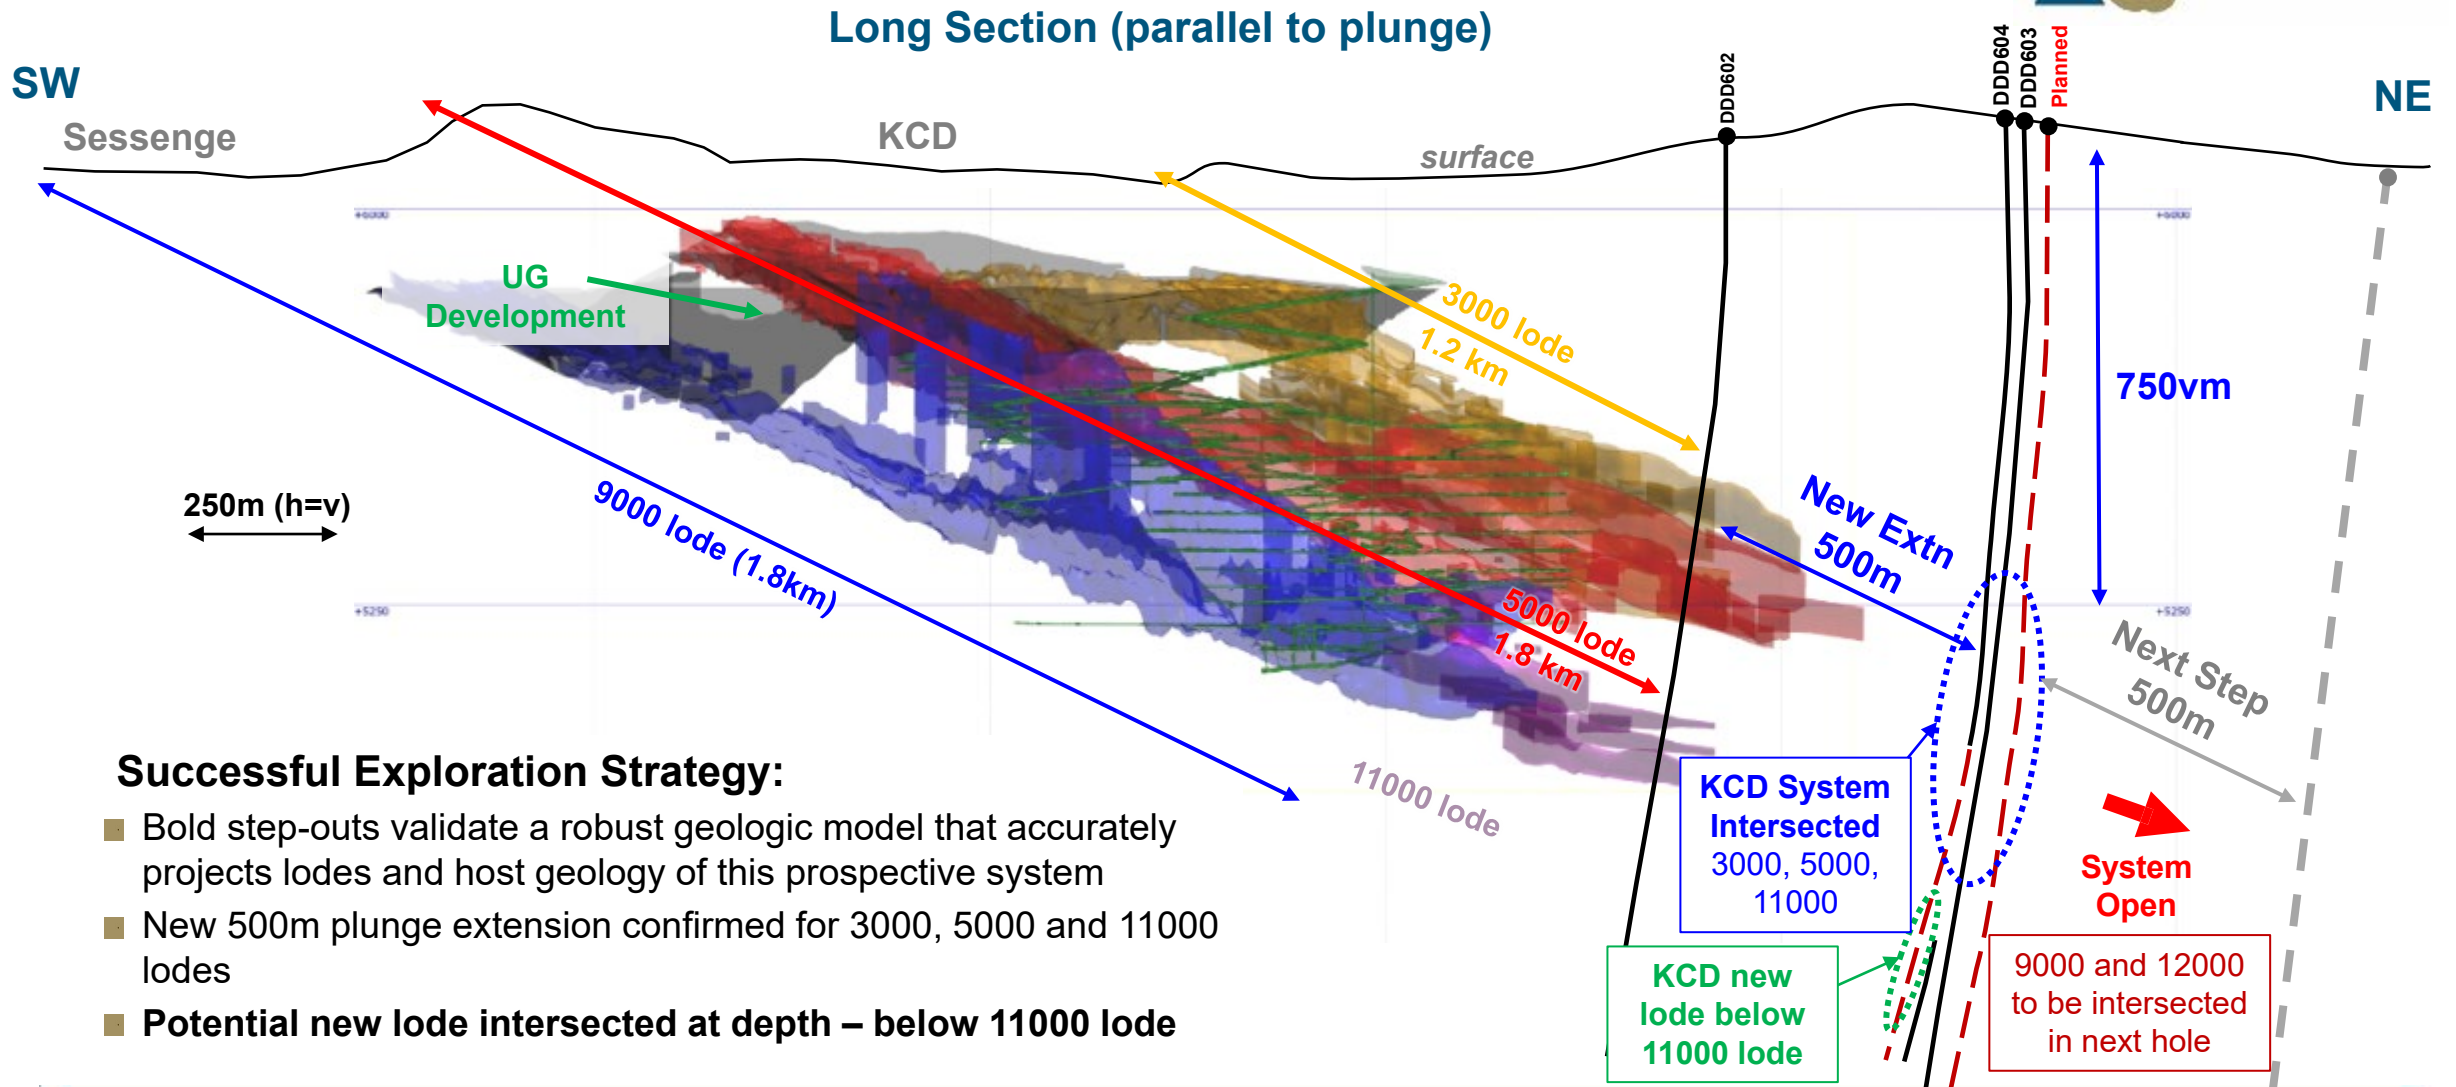 Long Section (parallel to plunge)
SW
NE
DDD602
DDD604
DDD603
Planned
Sessenge
KCD
surface
+6000
+6000
UG
Development
3000 lode
1.2 km
750vm
250m (h=v)
9000 lode (1.8km)
New Extn
500m
5000 lode
1.8 km
+5250
+5250
Next Step
500m
11000 lode
KCD System
Intersected
3000, 5000,
11000
System
Open
KCD new
lode below
11000 lode
9000 and 12000
to be intersected
in next hole
Successful Exploration Strategy:
Bold step-outs validate a robust geologic model that accurately
projects lodes and host geology of this prospective system
New 500m plunge extension confirmed for 3000, 5000 and 11000
lodes
Potential new lode intersected at depth – below 11000 lode